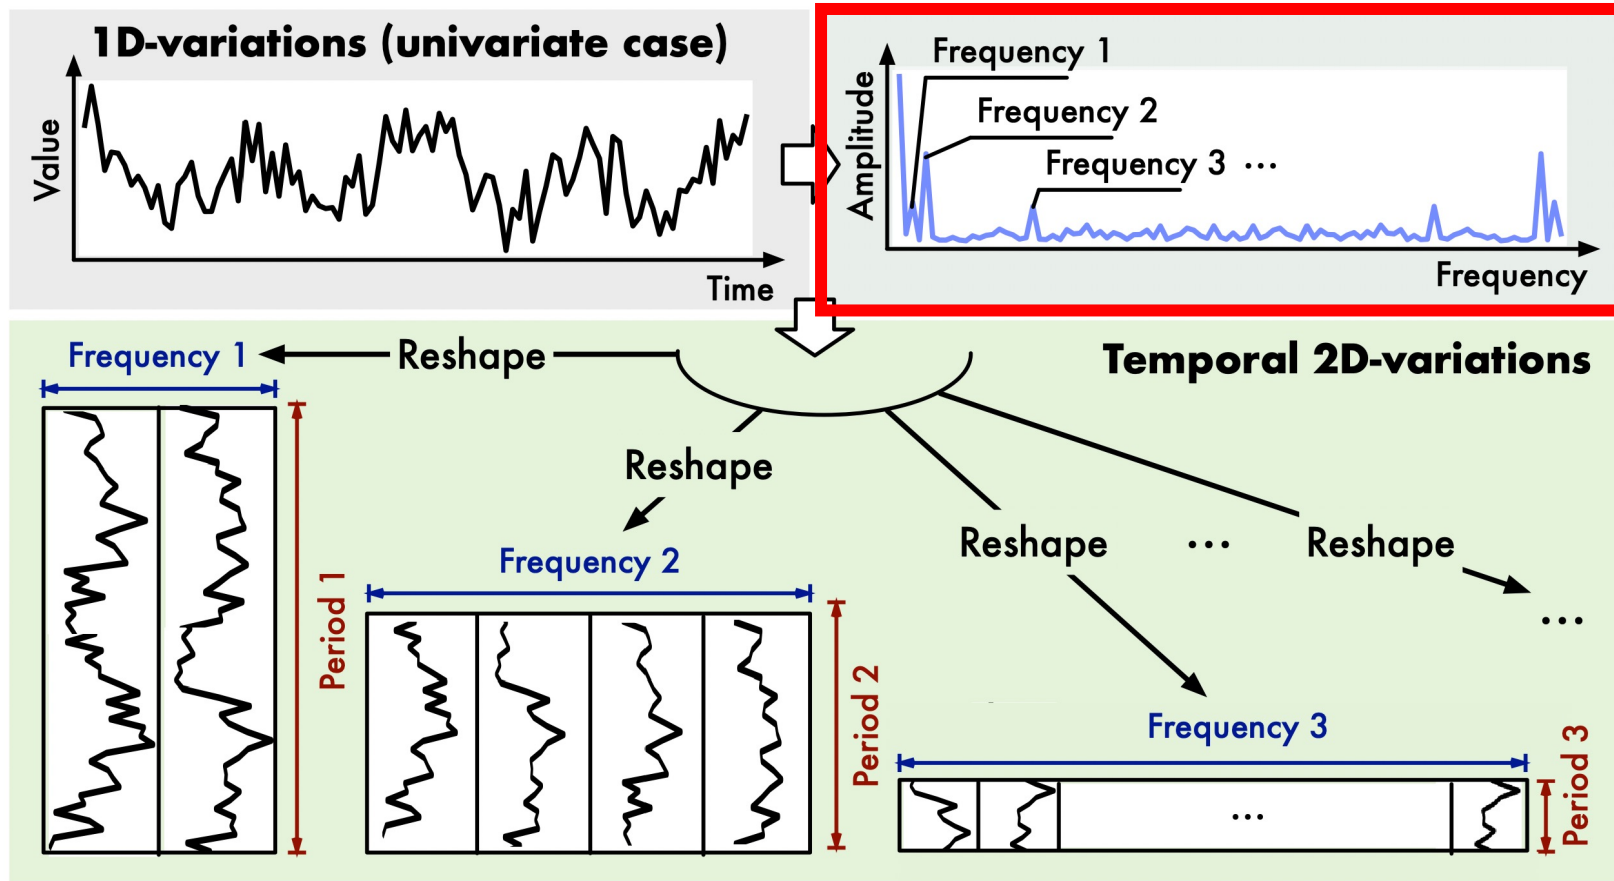 1D-variations (univariate case)
Value
Time
Amplitude
Frequency 1
Frequency 2
Frequency 3 ...
Frequency
Temporal 2D-variations
Frequency 1
Reshape
Period 1
Reshape
Frequency 2
Period 2
Reshape
...
Reshape
...
Frequency 3
Period 3
...